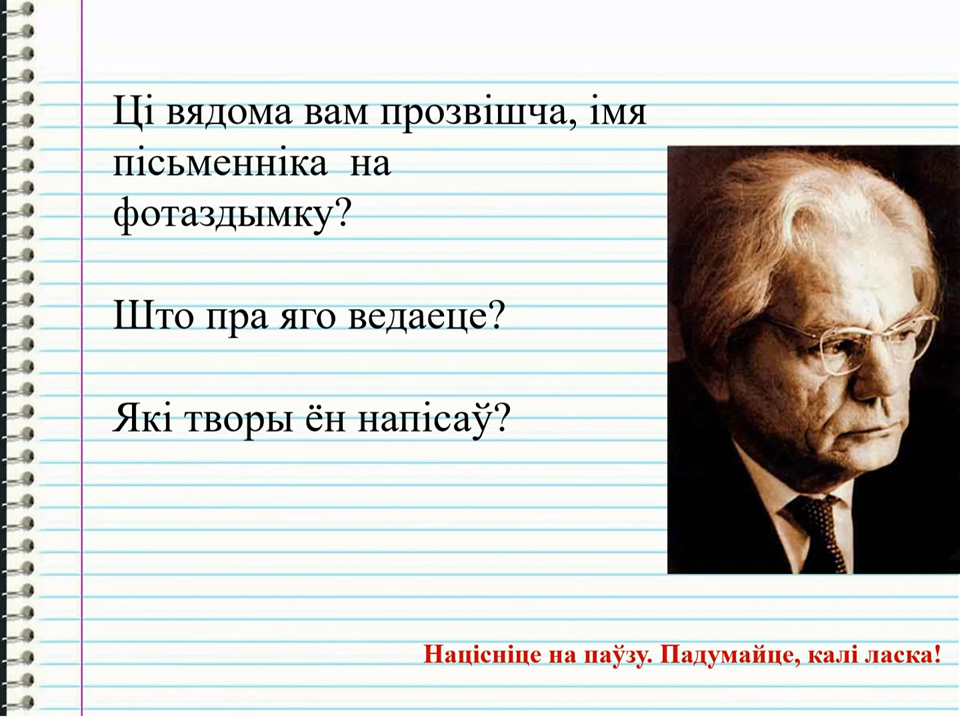 Ці вядома вам прозвішча, імя
пісьменніка на
фотаздымку?
Што пра яго ведаеце?
Які творы ён напісаў?
Націсніце на паўзу. Падумайце, калі ласка!